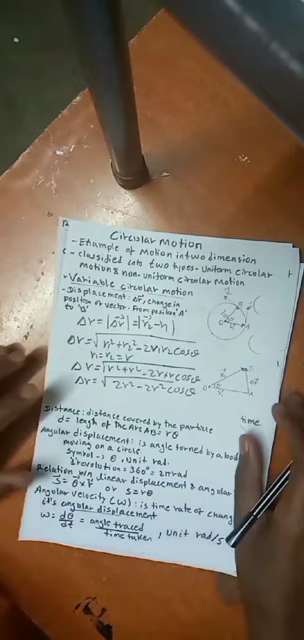 Circular Motion
- Example of Motion in two dimension
- classified into two types - Uniform circular
motion & non-uniform circular Motion
- Variable circular motion
- Displacement: Δr, change in
position or vector. From position 'A'
to 'B'
Δr = |Δr⃗| = |r⃗₂ - r⃗₁|
Δr = √r₁² + r₂² - 2r₁r₂cosθ
r₁ = r₂ = r
Δr = √r² + r² - 2r×r cosθ
Δr = √2r² - 2r² cosθ
Distance: distance covered by the particle
d = length of the Arc AB = rθ
time
Angular displacement: is angle turned by a body
moving on a circle
symbol → θ, unit rad.
1 revolution = 360° = 2π rad
Relation b/n linear displacement & angular
S⃗ = θ⃗ × r⃗ or s = rθ
Angular velocity (ω): is time rate of change
it's angular displacement
ω = dθ/dt = angle traced / time taken, Unit rad/s